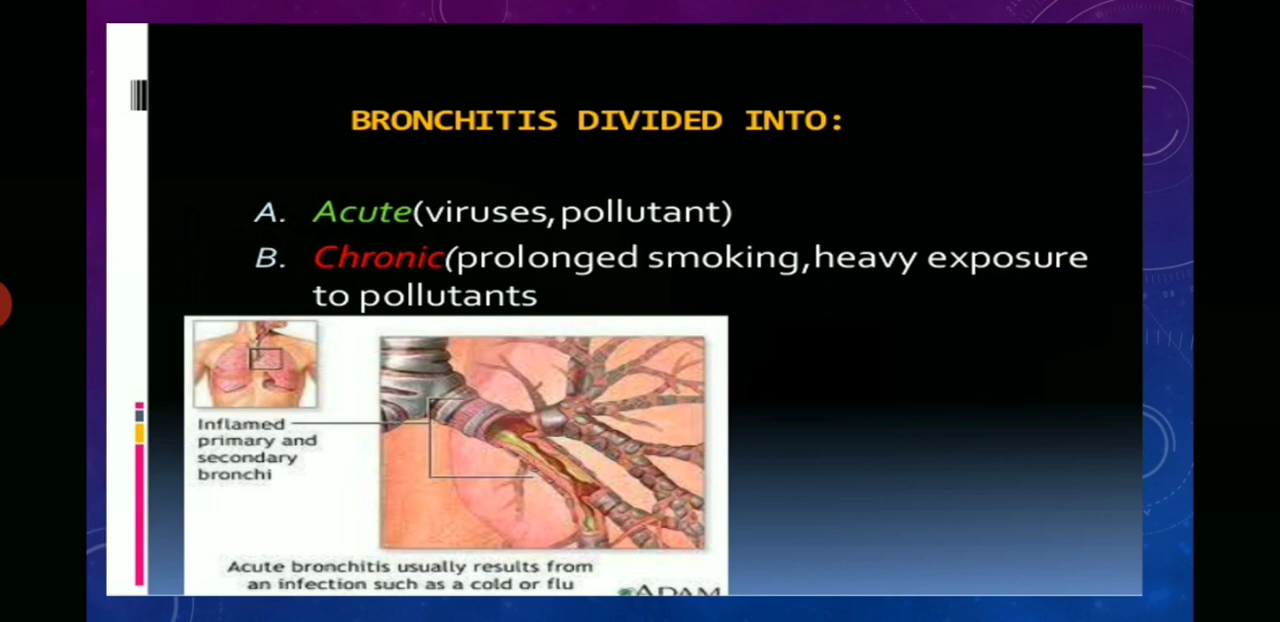 BRONCHITIS DIVIDED INTO:
A. Acute(viruses,pollutant)
B. Chronic(prolonged smoking,heavy exposure
to pollutants
Inflamed
primary and
secondary
bronchi
Acute bronchitis usually results from
an infection such as a cold or flu
ADAM